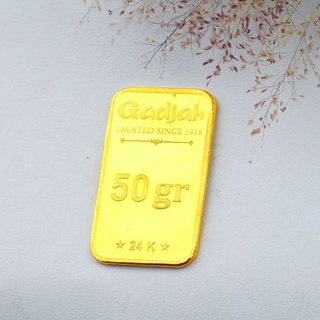 Gadjah
TRUSTED SINCE 1918
50 gr
★ 24 K ★